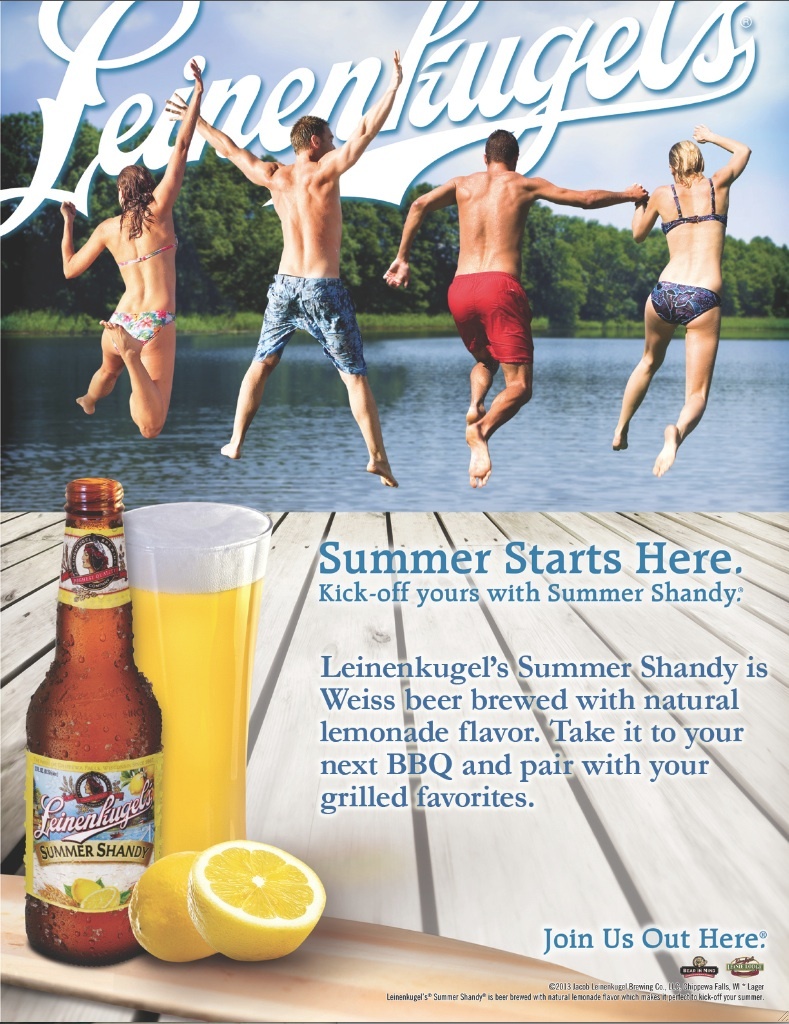 Leinenkugel's®
Summer Starts Here.
Kick-off yours with Summer Shandy.®
Leinenkugel's Summer Shandy is
Weiss beer brewed with natural
lemonade flavor. Take it to your
next BBQ and pair with your
grilled favorites.
Leinenkugel's
SUMMER SHANDY
Join Us Out Here.®
BEAR IN MIND
©2013 Jacob Leinenkugel Brewing Co., LLC, Chippewa Falls, WI * Lager
Leinenkugel's® Summer Shandy® is beer brewed with natural lemonade flavor which makes it perfect to kick-off your summer.